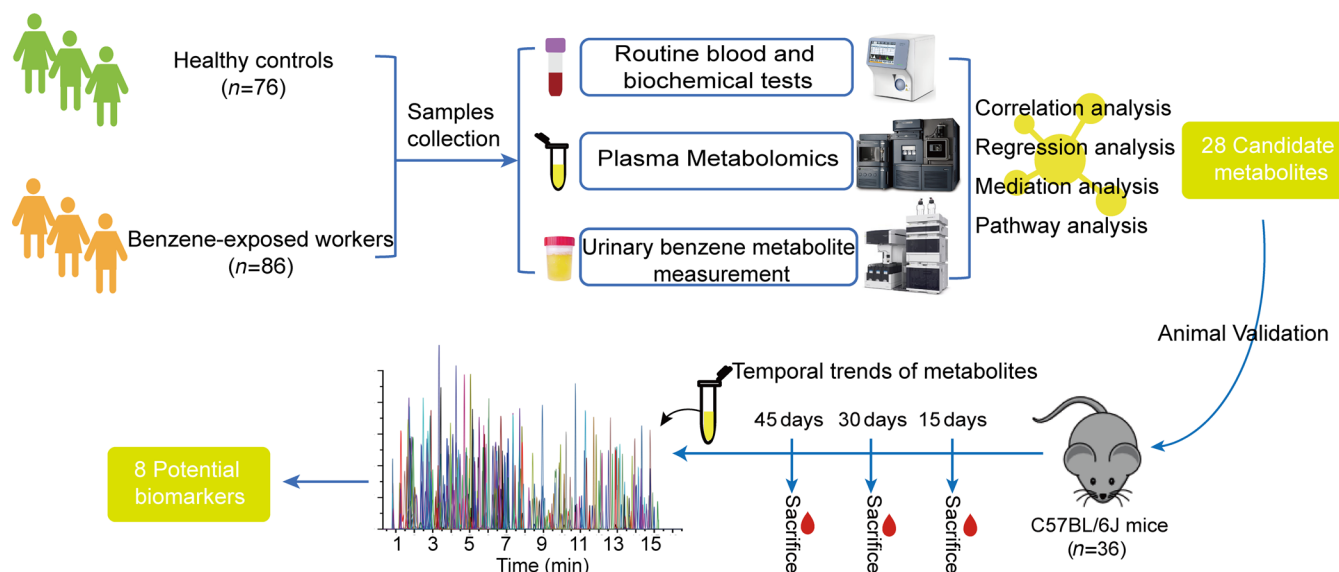 Healthy controls
(n=76)
Benzene-exposed workers
(n=86)
Samples
collection
Routine blood and
biochemical tests
Plasma Metabolomics
Urinary benzene metabolite
measurement
Correlation analysis
Regression analysis
Mediation analysis
Pathway analysis
28 Candidate
metabolites
Animal Validation
C57BL/6J mice
(n=36)
Temporal trends of metabolites
45 days 30 days 15 days
Sacrifice
Sacrifice
Sacrifice
1 3 5 7 9 11 13 15
Time (min)
8 Potential
biomarkers